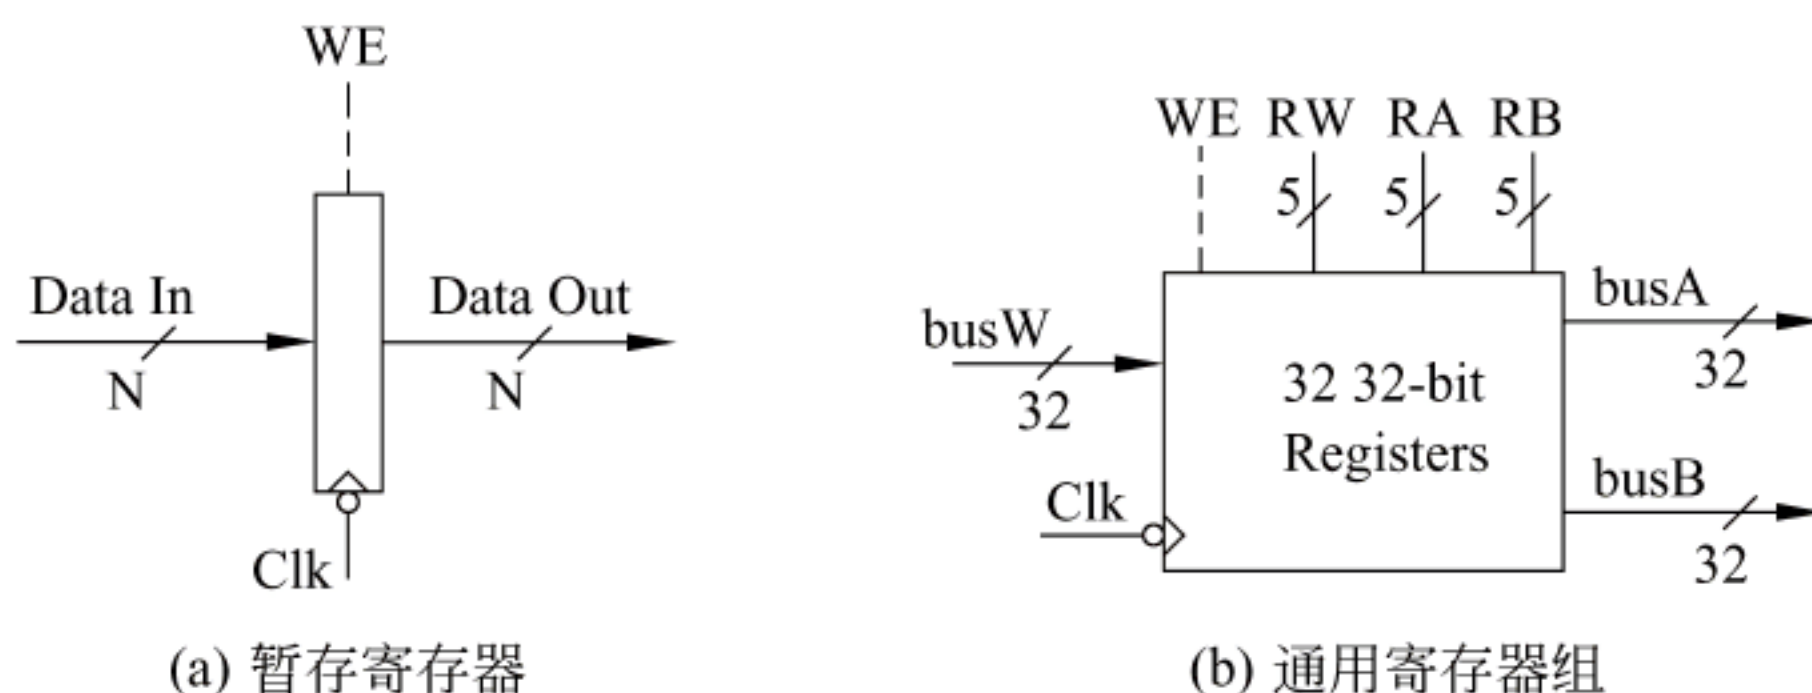 WE
Data In
N
Data Out
N
Clk
(a) 暂存寄存器
WE RW RA RB
5 5 5
busW
32
Clk
32 32-bit
Registers
busA
32
busB
32
(b) 通用寄存器组